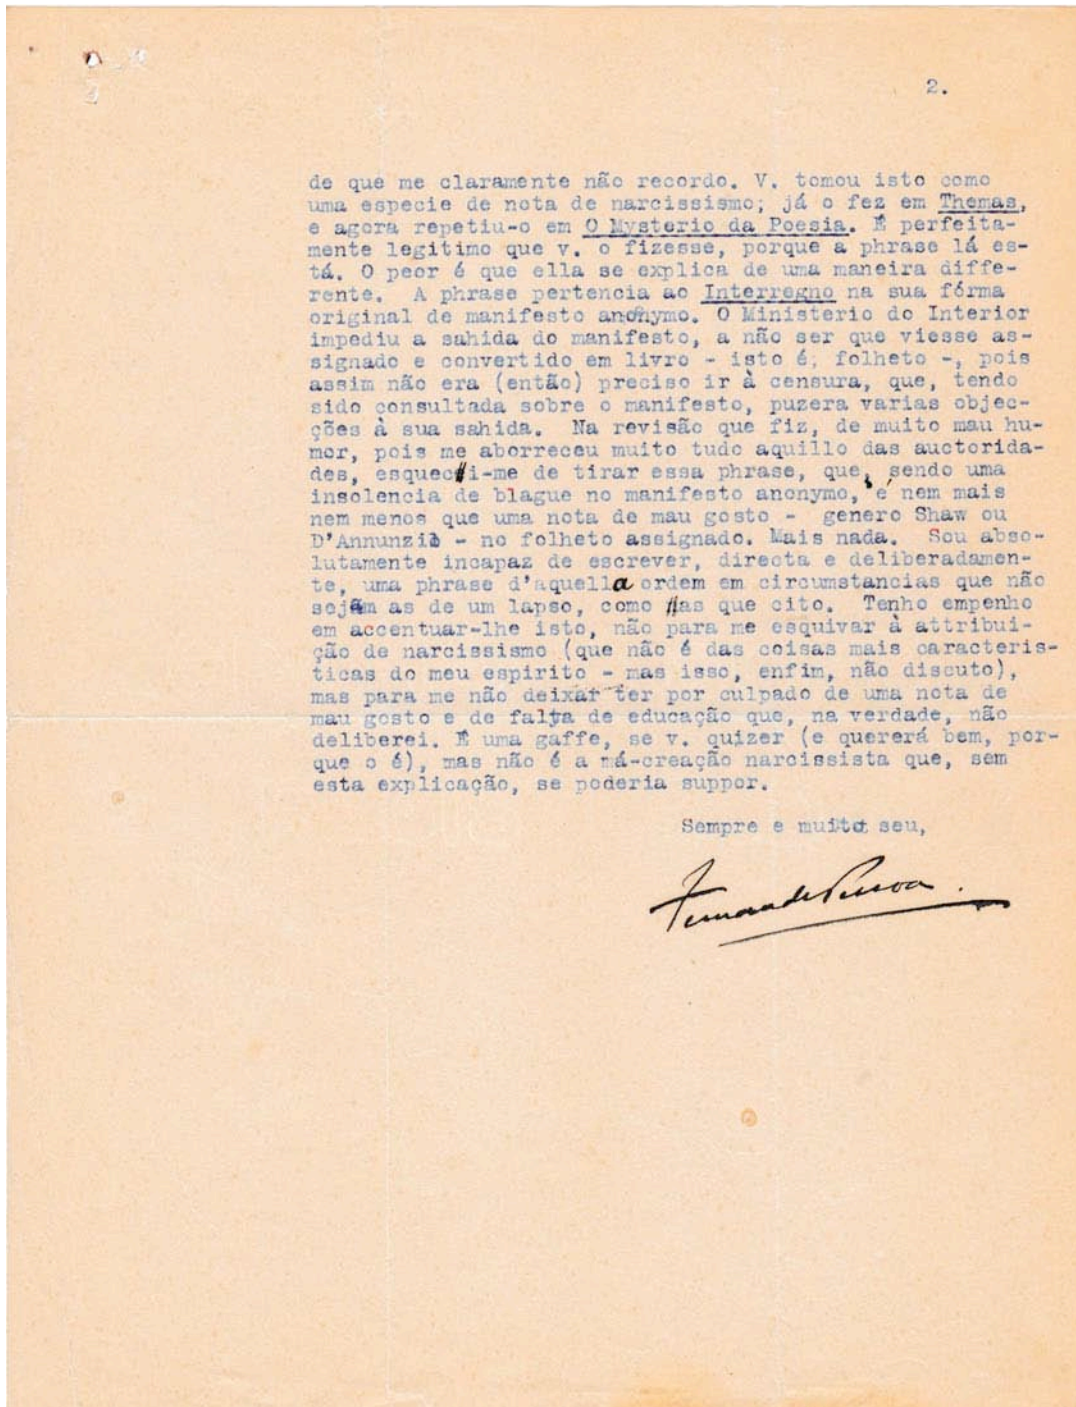 2.
de que me claramente não recordo. V. tomou isto como
uma especie de nota de narcissismo; já o fez em Themas,
e agora repetiu-o em O Mysterio da Poesia. É perfeita-
mente legitimo que v. o fizesse, porque a phrase lá es-
tá. O peor é que ella se explica de uma maneira diffe-
rente. A phrase pertencia ao Interregno na sua fórma
original de manifesto anonymo. O Ministerio do Interior
impediu a sahida do manifesto, a não ser que viesse as-
signado e convertido em livro - isto é, folheto -, pois
assim não era (então) preciso ir à censura, que, tendo
sido consultada sobre o manifesto, puzera varias objec-
ções à sua sahida. Na revisão que fiz, de muito mau hu-
mor, pois me aborreceu muito tudo aquillo das auctorida-
des, esqueci-me de tirar essa phrase, que, sendo uma
insolencia de blague no manifesto anonymo, é nem mais
nem menos que uma nota de mau gosto - genero Shaw ou
D'Annunzio - no folheto assignado. Mais nada. Sou abso-
lutamente incapaz de escrever, directa e deliberadamen-
te, uma phrase d'aquella ordem em circumstancias que não
sejam as de um lapso, como as que cito. Tenho empenho
em accentuar-lhe isto, não para me esquivar à attribui-
ção de narcissismo (que não é das coisas mais caracteris-
ticas do meu espirito - mas isso, enfim, não discuto),
mas para me não deixar ter por culpado de uma nota de
mau gosto e de falta de educação que, na verdade, não
deliberei. É uma gaffe, se v. quizer (e quererá bem, por-
que o é), mas não é a má-creação narcissista que, sem
esta explicação, se poderia suppor.
Sempre e muito seu,
Fernando Pessoa.